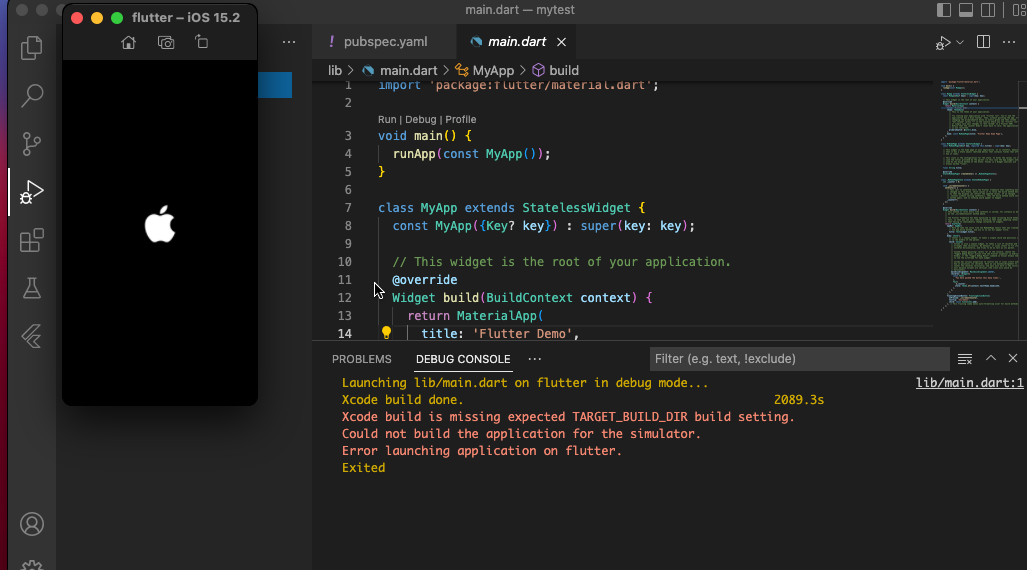 main.dart — mytest
flutter – iOS 15.2
pubspec.yaml
main.dart
lib > main.dart > MyApp > build
1 import 'package:flutter/material.dart';
2
Run | Debug | Profile
3 void main() {
4 runApp(const MyApp());
5 }
6
7 class MyApp extends StatelessWidget {
8 const MyApp({Key? key}) : super(key: key);
9
10 // This widget is the root of your application.
11 @override
12 Widget build(BuildContext context) {
13 return MaterialApp(
14 title: 'Flutter Demo',
PROBLEMS DEBUG CONSOLE ... Filter (e.g. text, !exclude)
Launching lib/main.dart on flutter in debug mode... lib/main.dart:1
Xcode build done. 2089.3s
Xcode build is missing expected TARGET_BUILD_DIR build setting.
Could not build the application for the simulator.
Error launching application on flutter.
Exited